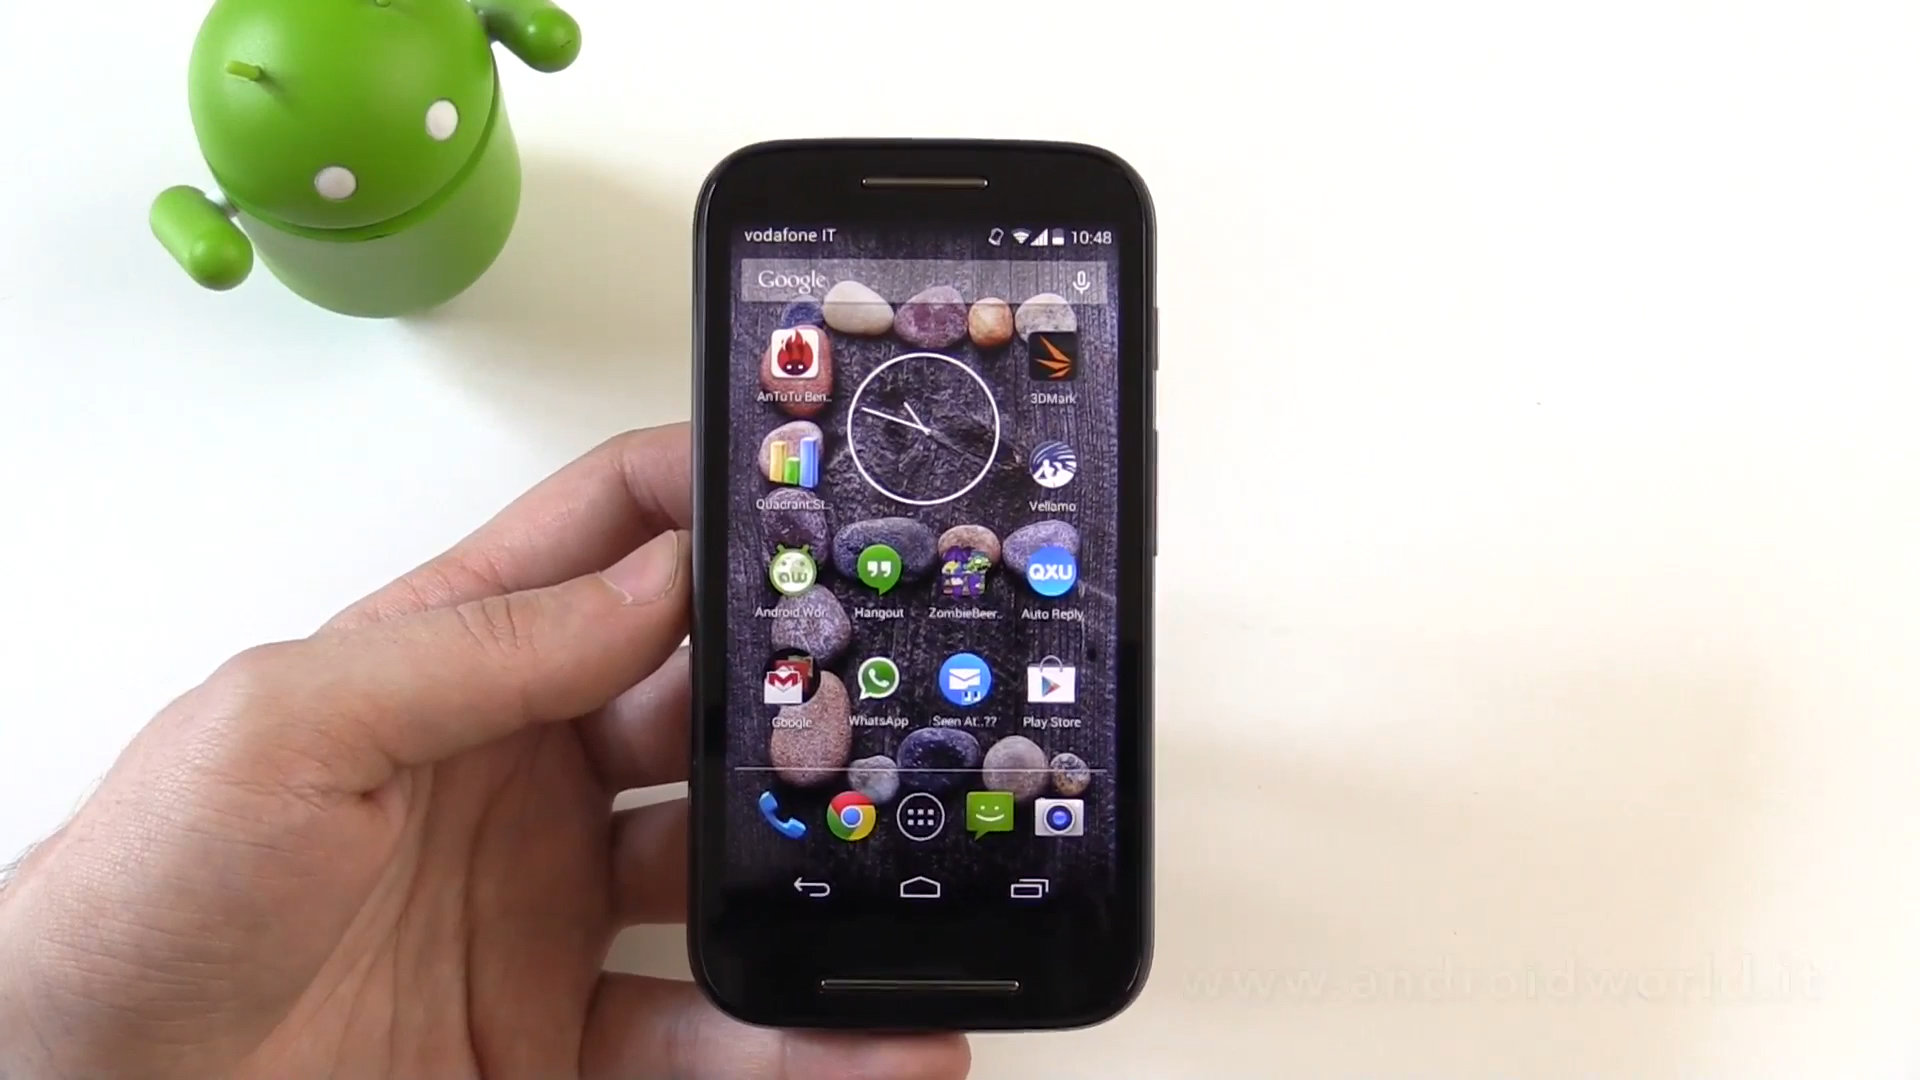 vodafone IT 10:48
Google
AnTuTu Ben..
3DMark
Quadrant St..
Vellamo
aw
QXU
Android Wor..
Hangout
ZombieBeer..
Auto Reply
Google
WhatsApp
Seen At..??
Play Store
www.androidworld.it